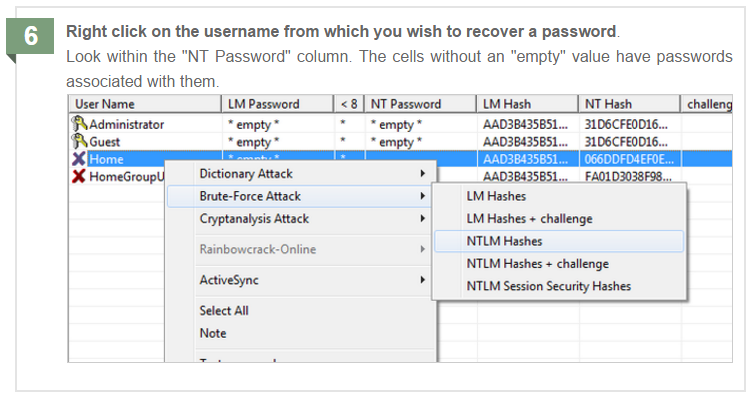 6
Right click on the username from which you wish to recover a password.
Look within the "NT Password" column. The cells without an "empty" value have passwords
associated with them.
User Name LM Password < 8 NT Password LM Hash NT Hash challeng
Administrator * empty * * * empty * AAD3B435B51... 31D6CFE0D16...
Guest * empty * * * empty * AAD3B435B51... 31D6CFE0D16...
Home * empty * * AAD3B435B51... 066DDFD4EF0E...
HomeGroupU AAD3B435B51... FA01D3038F98...
Dictionary Attack
Brute-Force Attack
Cryptanalysis Attack
Rainbowcrack-Online
ActiveSync
Select All
Note
LM Hashes
LM Hashes + challenge
NTLM Hashes
NTLM Hashes + challenge
NTLM Session Security Hashes